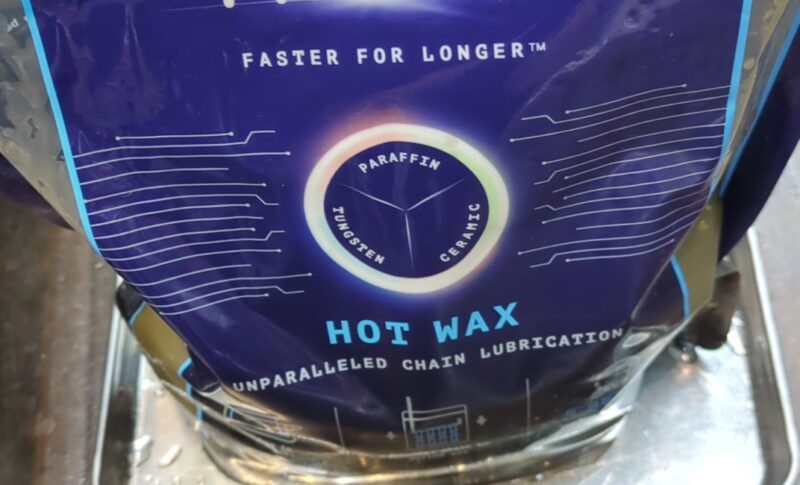 FASTER FOR LONGER™
PARAFFIN
TUNGSTEN
CERAMIC
HOT WAX
UNPARALLELED CHAIN LUBRICATION